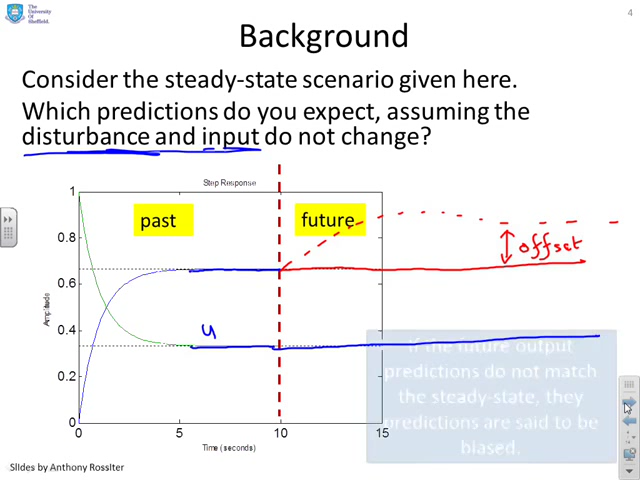 The
University
Of
Sheffield.
4
Background
Consider the steady-state scenario given here.
Which predictions do you expect, assuming the
disturbance and input do not change?
Step Response
past
future
offset
u
Amplitude
1
0.8
0.6
0.4
0.2
0
0
5
10
15
Time (seconds)
If the future output
predictions do not match
the steady-state, they
predictions are said to be
biased.
Slides by Anthony Rossiter